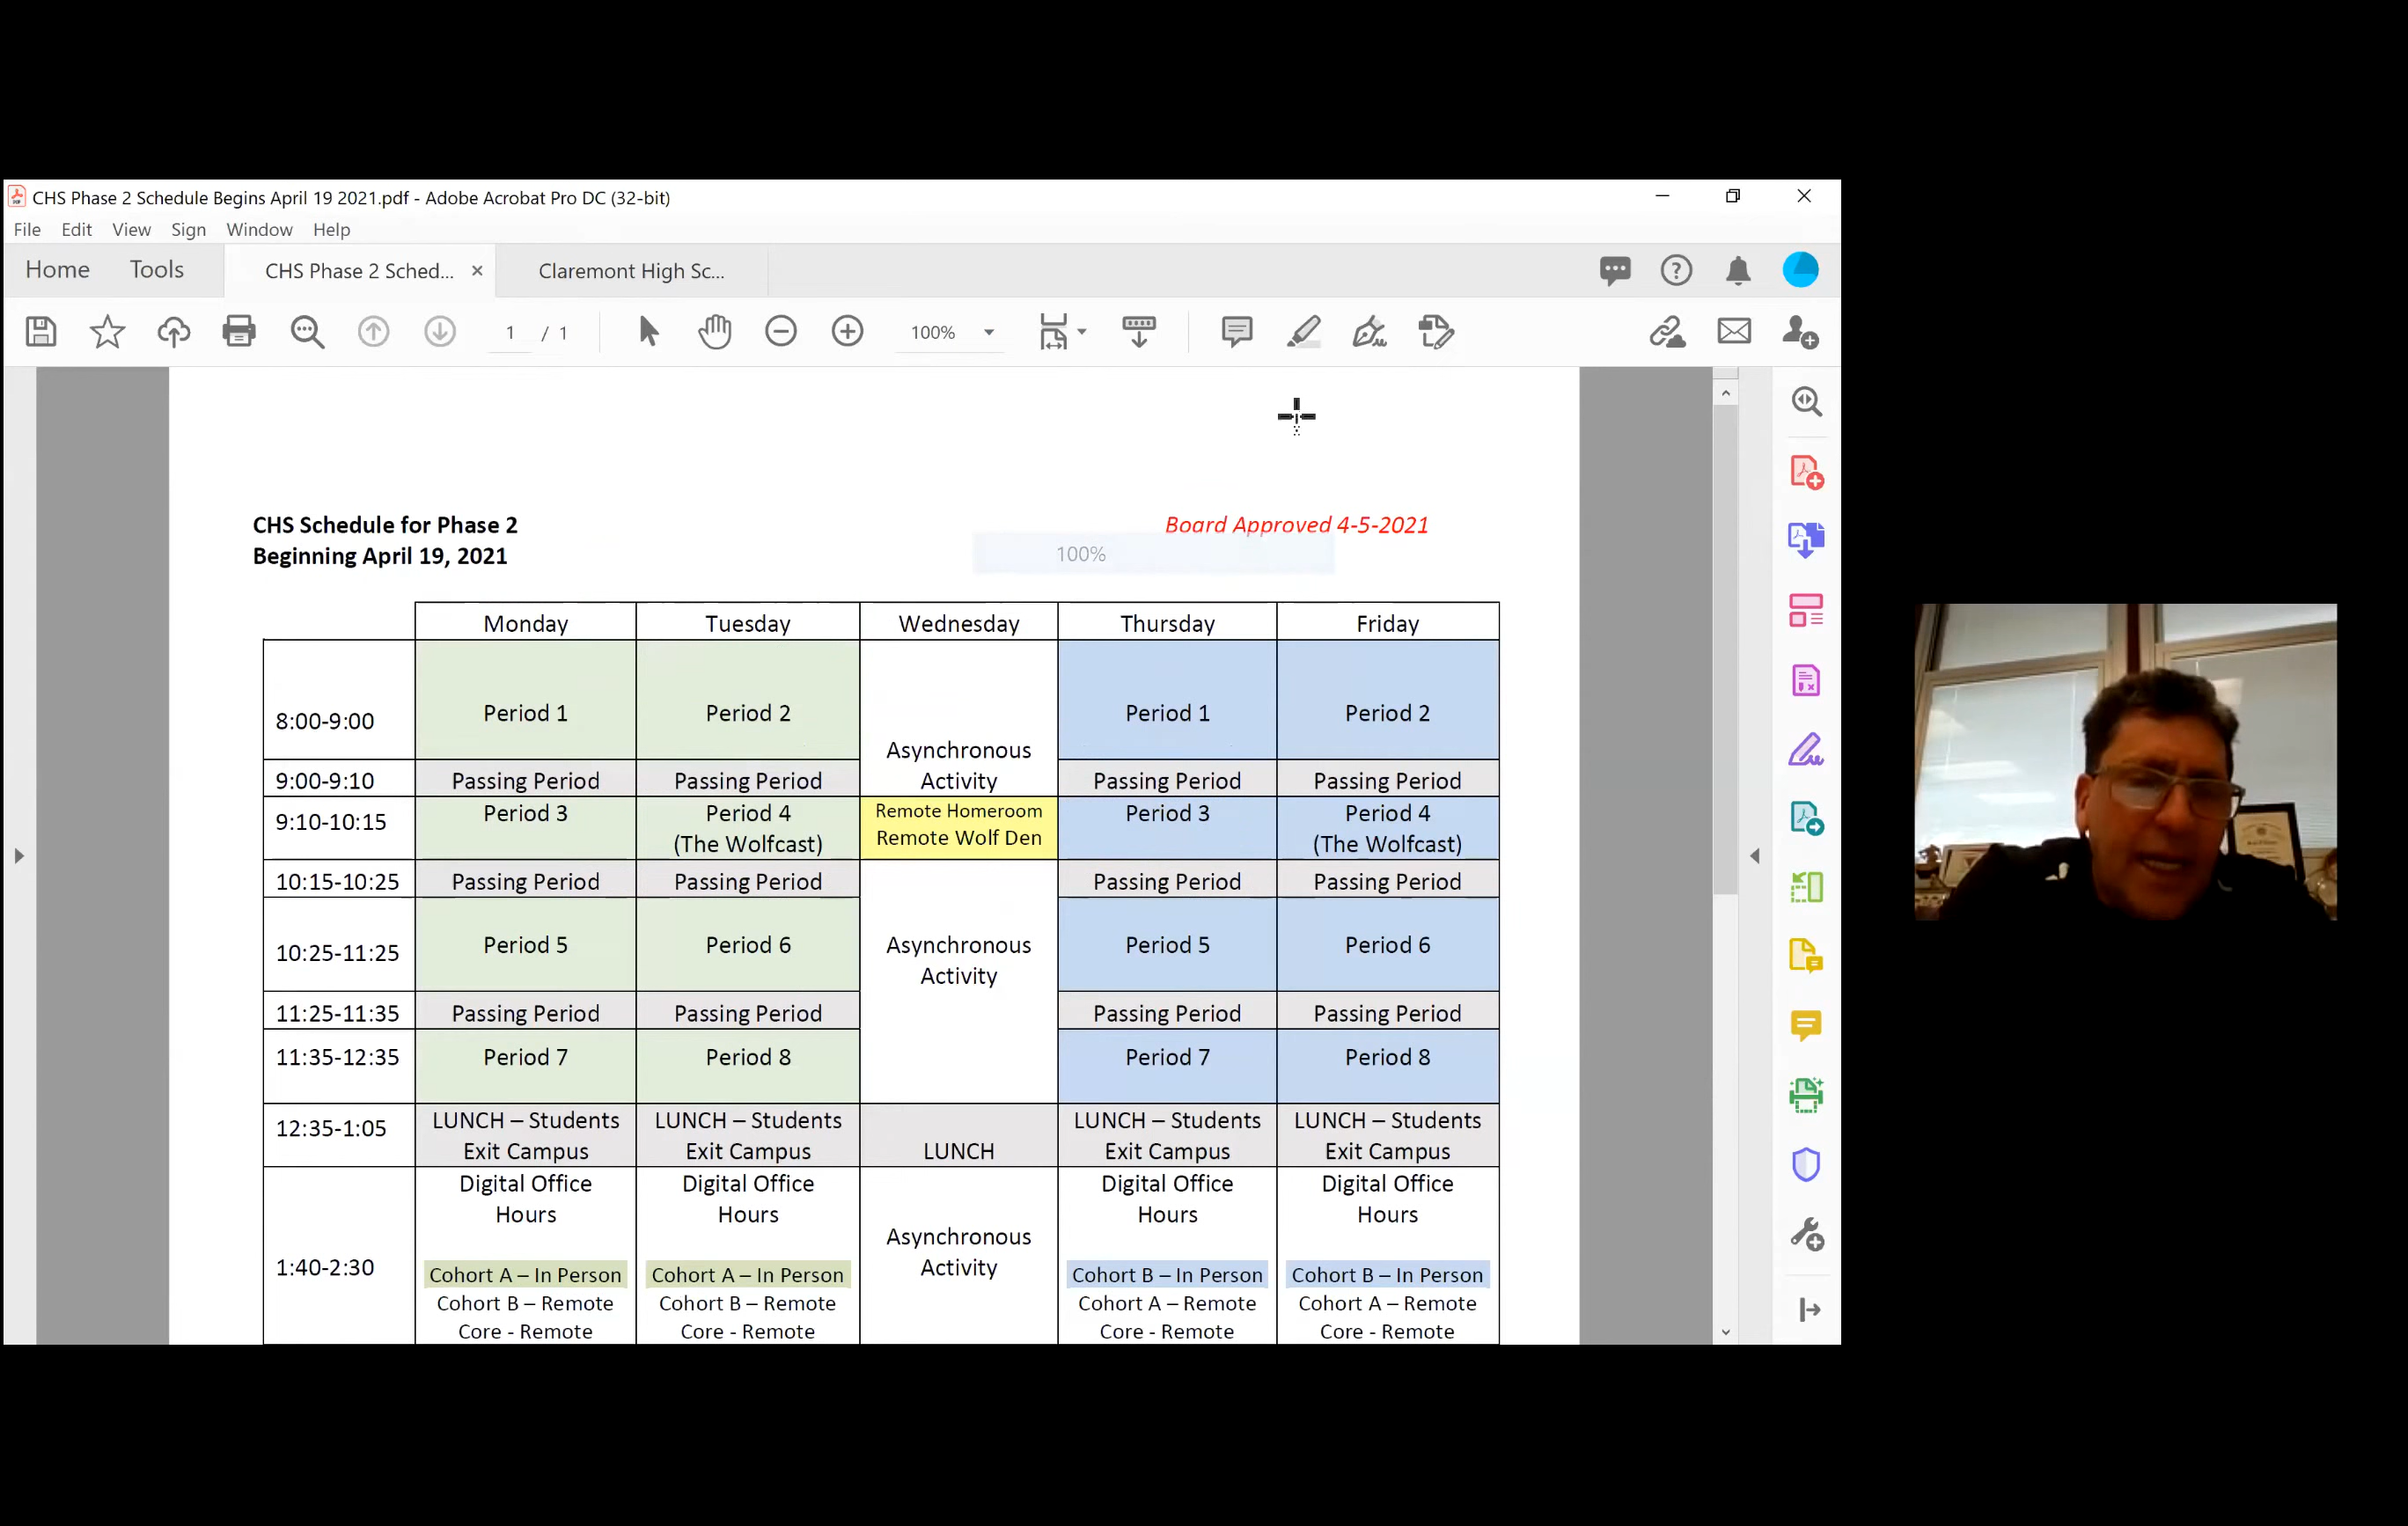 CHS Phase 2 Schedule Begins April 19 2021.pdf - Adobe Acrobat Pro DC (32-bit)
File Edit View Sign Window Help
Home Tools CHS Phase 2 Sched... × Claremont High Sc...
1 / 1 100%
CHS Schedule for Phase 2 Board Approved 4-5-2021
Beginning April 19, 2021
100%
Monday Tuesday Wednesday Thursday Friday
8:00-9:00 Period 1 Period 2 Period 1 Period 2
Asynchronous
Activity
9:00-9:10 Passing Period Passing Period Passing Period Passing Period
9:10-10:15 Period 3 Period 4 Remote Homeroom Period 3 Period 4
(The Wolfcast) Remote Wolf Den (The Wolfcast)
10:15-10:25 Passing Period Passing Period Passing Period Passing Period
10:25-11:25 Period 5 Period 6 Asynchronous Period 5 Period 6
Activity
11:25-11:35 Passing Period Passing Period Passing Period Passing Period
11:35-12:35 Period 7 Period 8 Period 7 Period 8
12:35-1:05 LUNCH – Students LUNCH – Students LUNCH – Students LUNCH – Students
Exit Campus Exit Campus LUNCH Exit Campus Exit Campus
Digital Office Digital Office Digital Office Digital Office
Hours Hours Hours Hours
Asynchronous
1:40-2:30 Activity
Cohort A – In Person Cohort A – In Person Cohort B – In Person Cohort B – In Person
Cohort B – Remote Cohort B – Remote Cohort A – Remote Cohort A – Remote
Core - Remote Core - Remote Core - Remote Core - Remote